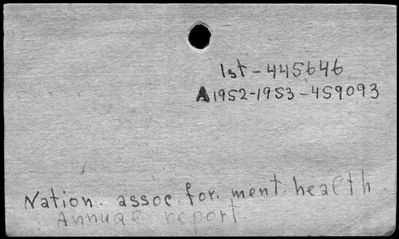 1st - 445646
A 1952-1953 - 459093
Nation. assoc. for. ment. health.
Annual report.